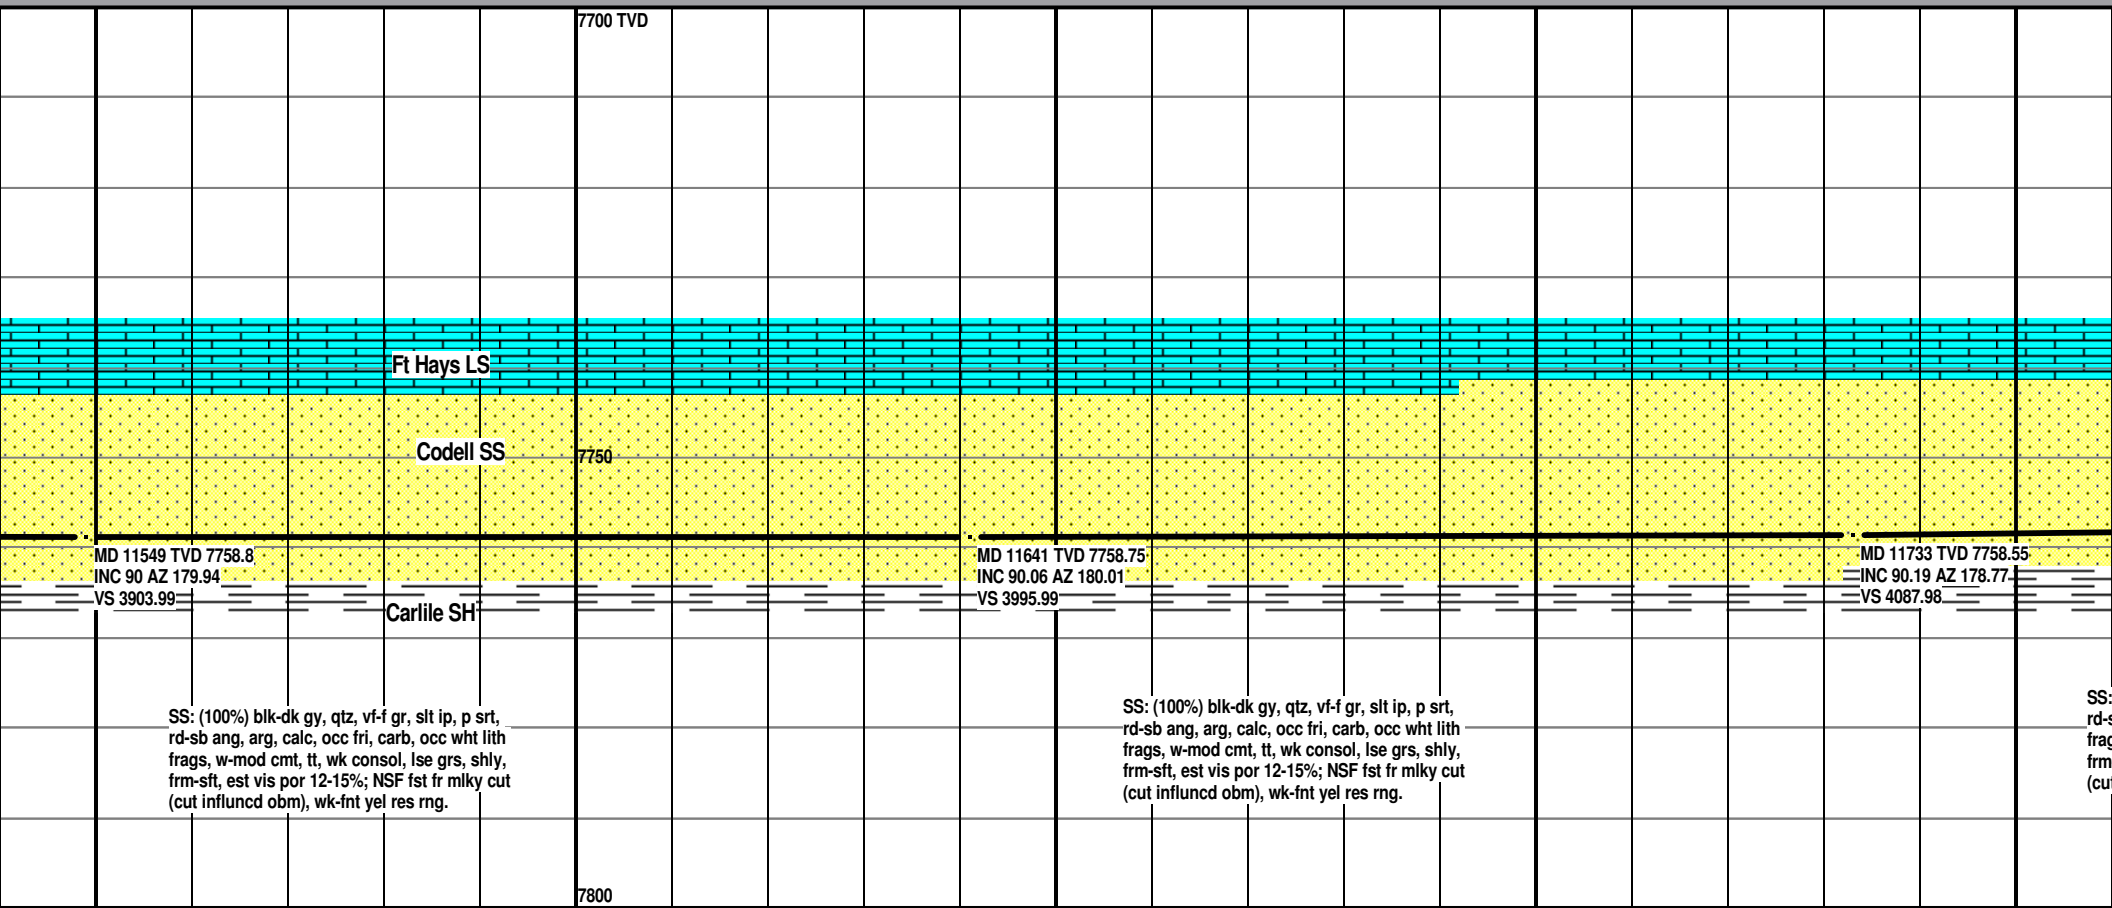 7700 TVD
Ft Hays LS
Codell SS
7750
MD 11549 TVD 7758.8
INC 90 AZ 179.94
VS 3903.99
MD 11641 TVD 7758.75
INC 90.06 AZ 180.01
VS 3995.99
MD 11733 TVD 7758.55
INC 90.19 AZ 178.77
VS 4087.98
Carlile SH
SS: (100%) blk-dk gy, qtz, vf-f gr, slt ip, p srt,
rd-sb ang, arg, calc, occ fri, carb, occ wht lith
frags, w-mod cmt, tt, wk consol, lse grs, shly,
frm-sft, est vis por 12-15%; NSF fst fr mlky cut
(cut influncd obm), wk-fnt yel res rng.
SS: (100%) blk-dk gy, qtz, vf-f gr, slt ip, p srt,
rd-sb ang, arg, calc, occ fri, carb, occ wht lith
frags, w-mod cmt, tt, wk consol, lse grs, shly,
frm-sft, est vis por 12-15%; NSF fst fr mlky cut
(cut influncd obm), wk-fnt yel res rng.
SS:
rd-s
frag
frm
(cut
7800